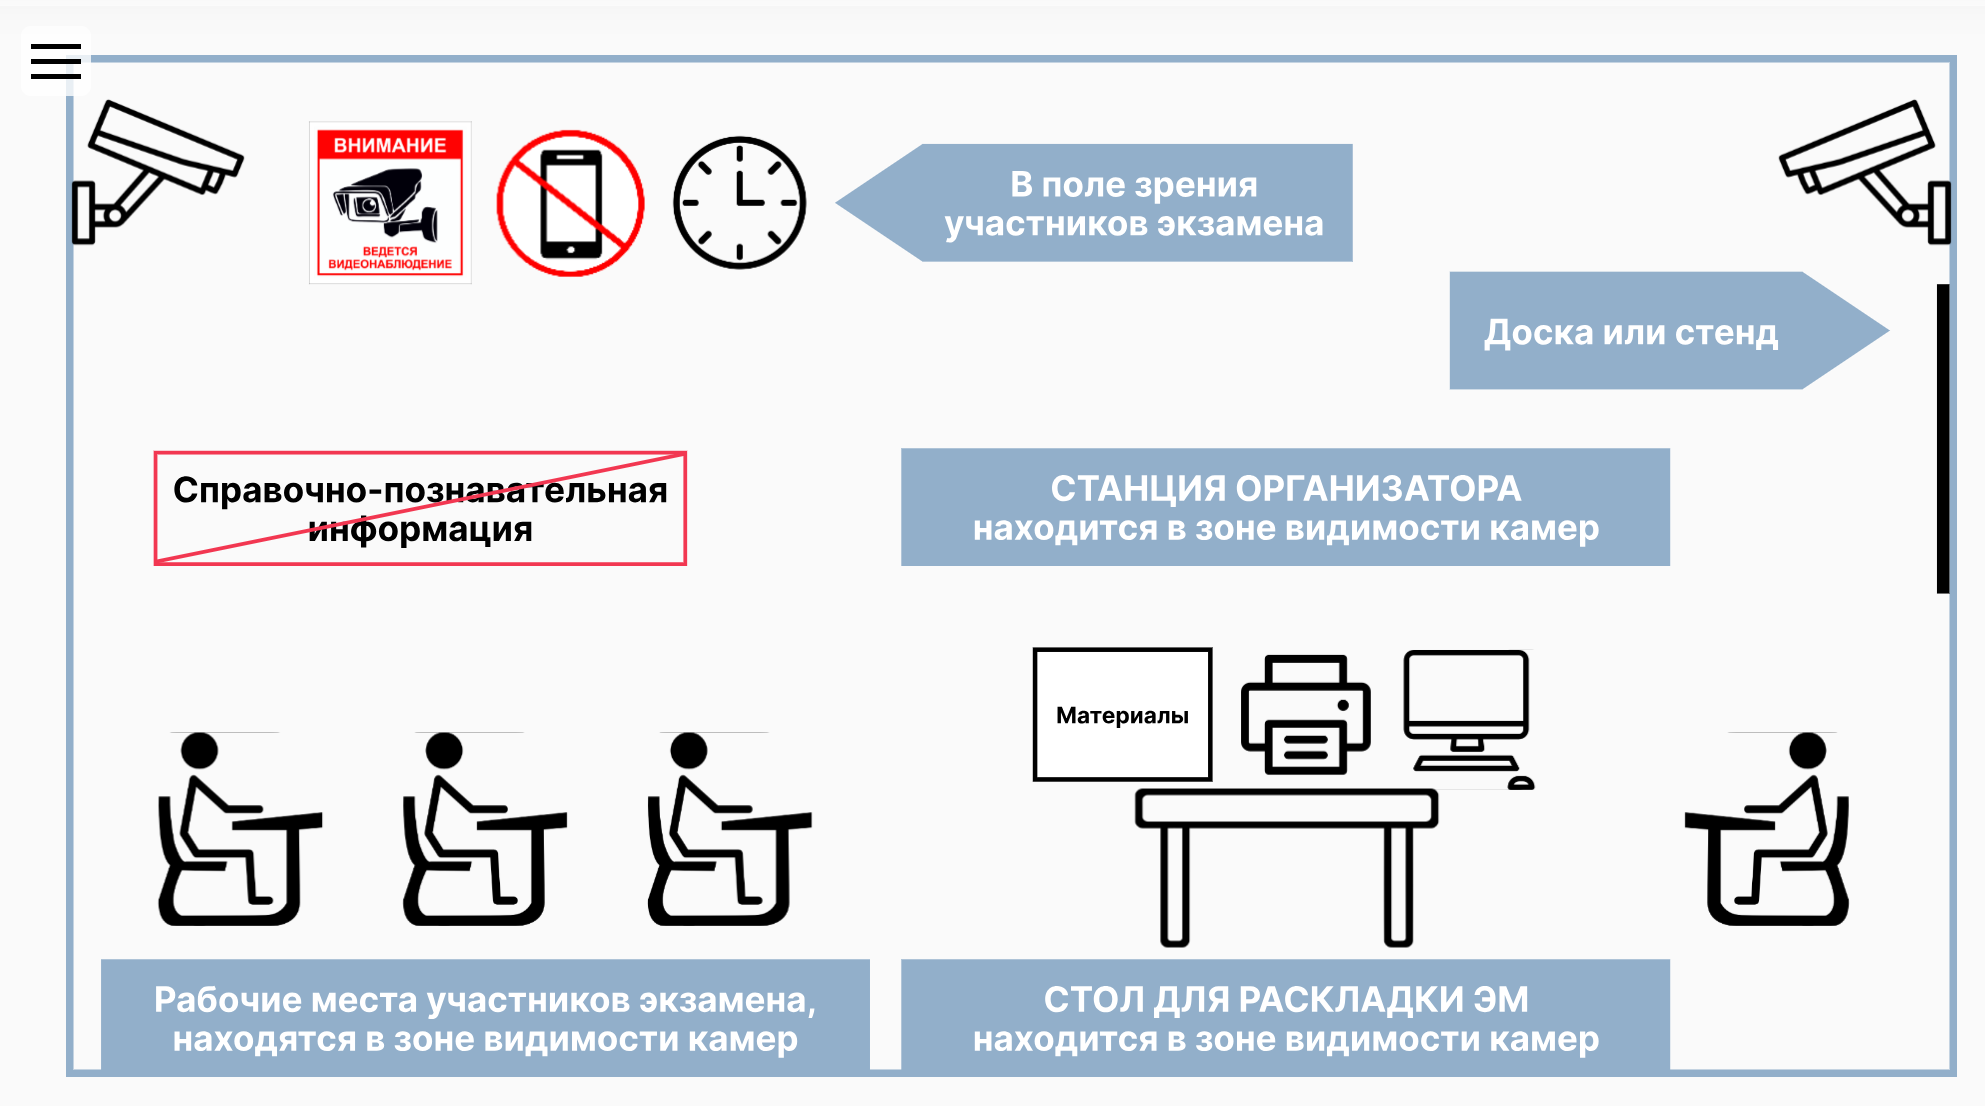 ВНИМАНИЕ
ВЕДЕТСЯ
ВИДЕОНАБЛЮДЕНИЕ
В поле зрения
участников экзамена
Доска или стенд
Справочно-познавательная
информация
СТАНЦИЯ ОРГАНИЗАТОРА
находится в зоне видимости камер
Материалы
Рабочие места участников экзамена,
находятся в зоне видимости камер
СТОЛ ДЛЯ РАСКЛАДКИ ЭМ
находится в зоне видимости камер